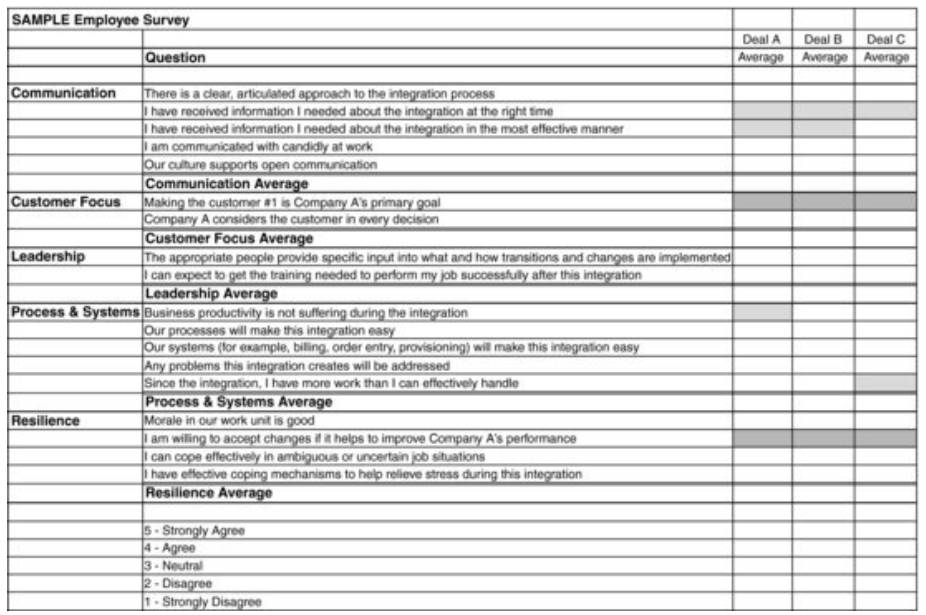 SAMPLE Employee Survey
Deal A Deal B Deal C
Question Average Average Average
Communication There is a clear, articulated approach to the integration process
I have received information I needed about the integration at the right time
I have received information I needed about the integration in the most effective manner
I am communicated with candidly at work
Our culture supports open communication
Communication Average
Customer Focus Making the customer #1 is Company A's primary goal
Company A considers the customer in every decision
Customer Focus Average
Leadership The appropriate people provide specific input into what and how transitions and changes are implemented
I can expect to get the training needed to perform my job successfully after this integration
Leadership Average
Process & Systems Business productivity is not suffering during the integration
Our processes will make this integration easy
Our systems (for example, billing, order entry, provisioning) will make this integration easy
Any problems this integration creates will be addressed
Since the integration, I have more work than I can effectively handle
Process & Systems Average
Resilience Morale in our work unit is good
I am willing to accept changes if it helps to improve Company A's performance
I can cope effectively in ambiguous or uncertain job situations
I have effective coping mechanisms to help relieve stress during this integration
Resilience Average
5 - Strongly Agree
4 - Agree
3 - Neutral
2 - Disagree
1 - Strongly Disagree